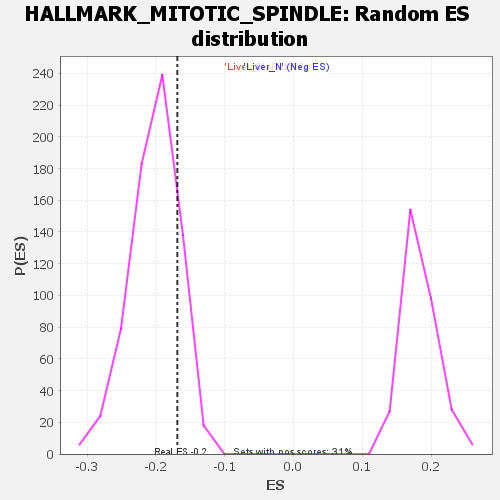 HALLMARK_MITOTIC_SPINDLE: Random ES
distribution
'Liver_N' (Neg ES)
240
220
200
180
160
140
120
100
80
60
40
20
0
P(ES)
Real ES -0.2
Sets with pos scores: 31%
-0.3 -0.2 -0.1 0.0 0.1 0.2
ES